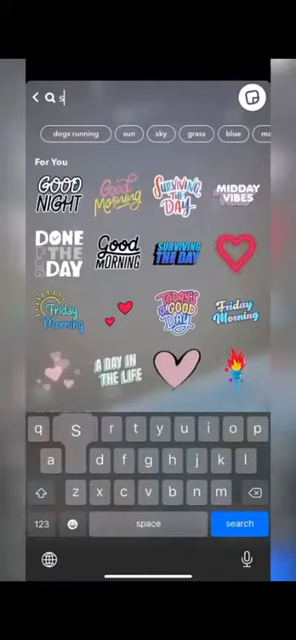 s
dogs running sun sky grass blue ma
For You
GOOD NIGHT
Good Morning
SURVIVING THE DAY
MIDDAY VIBES
DONE FOR THE DAY
Good MORNING
SURVIVING THE DAY
Friday Morning
TODAY'S A GOOD DAY
Friday Morning
A DAY IN THE LIFE
q S r t y u i o p
a d f g h j k l
z x c v b n m
123 space search